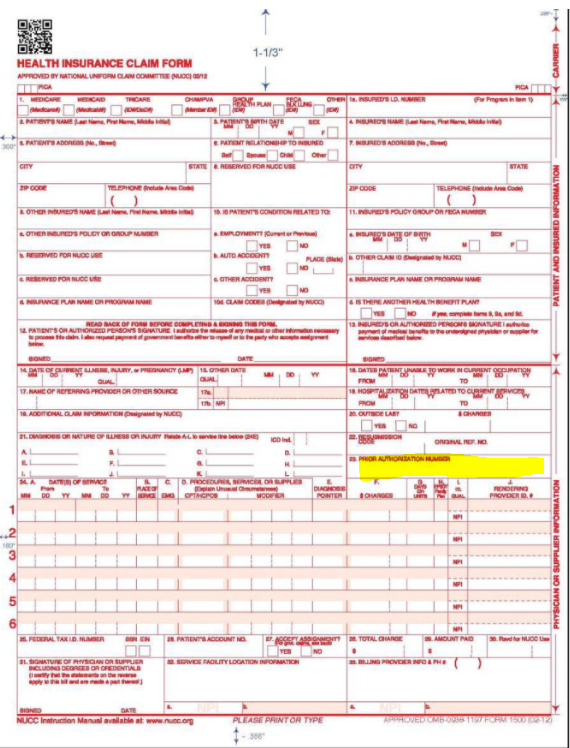 1-1/3"
HEALTH INSURANCE CLAIM FORM
APPROVED BY NATIONAL UNIFORM CLAIM COMMITTEE (NUCC) 02/12
PICA PICA
CARRIER
1. MEDICARE MEDICAID TRICARE CHAMPVA GROUP HEALTH PLAN FECA BLK LUNG OTHER 1a. INSURED'S I.D. NUMBER (For Program in Item 1)
(Medicare#) (Medicaid#) (ID#/DoD#) (Member ID#) (ID#) (ID#) (ID#)
2. PATIENT'S NAME (Last Name, First Name, Middle Initial) 3. PATIENT'S BIRTH DATE SEX 4. INSURED'S NAME (Last Name, First Name, Middle Initial)
MM DD YY M F
5. PATIENT'S ADDRESS (No., Street) 6. PATIENT RELATIONSHIP TO INSURED 7. INSURED'S ADDRESS (No., Street)
Self Spouse Child Other
CITY STATE 8. RESERVED FOR NUCC USE CITY STATE
ZIP CODE TELEPHONE (Include Area Code) ZIP CODE TELEPHONE (Include Area Code)
( ) ( )
9. OTHER INSURED'S NAME (Last Name, First Name, Middle Initial) 10. IS PATIENT'S CONDITION RELATED TO: 11. INSURED'S POLICY GROUP OR FECA NUMBER
a. OTHER INSURED'S POLICY OR GROUP NUMBER a. EMPLOYMENT? (Current or Previous) a. INSURED'S DATE OF BIRTH SEX
YES NO MM DD YY M F
b. RESERVED FOR NUCC USE b. AUTO ACCIDENT? PLACE (State) b. OTHER CLAIM ID (Designated by NUCC)
YES NO
c. RESERVED FOR NUCC USE c. OTHER ACCIDENT? c. INSURANCE PLAN NAME OR PROGRAM NAME
YES NO
d. INSURANCE PLAN NAME OR PROGRAM NAME 10d. CLAIM CODES (Designated by NUCC) d. IS THERE ANOTHER HEALTH BENEFIT PLAN?
YES NO If yes, complete items 9, 9a, and 9d.
PATIENT AND INSURED INFORMATION
READ BACK OF FORM BEFORE COMPLETING & SIGNING THIS FORM.
12. PATIENT'S OR AUTHORIZED PERSON'S SIGNATURE I authorize the release of any medical or other information necessary
to process this claim. I also request payment of government benefits either to myself or to the party who accepts assignment
below.
13. INSURED'S OR AUTHORIZED PERSON'S SIGNATURE I authorize
payment of medical benefits to the undersigned physician or supplier for
services described below.
SIGNED DATE SIGNED
14. DATE OF CURRENT ILLNESS, INJURY, or PREGNANCY (LMP) 15. OTHER DATE 16. DATES PATIENT UNABLE TO WORK IN CURRENT OCCUPATION
MM DD YY QUAL. QUAL. MM DD YY MM DD YY MM DD YY
FROM TO
17. NAME OF REFERRING PROVIDER OR OTHER SOURCE 17a. 18. HOSPITALIZATION DATES RELATED TO CURRENT SERVICES
17b. NPI MM DD YY MM DD YY
FROM TO
19. ADDITIONAL CLAIM INFORMATION (Designated by NUCC) 20. OUTSIDE LAB? $ CHARGES
YES NO
21. DIAGNOSIS OR NATURE OF ILLNESS OR INJURY Relate A-L to service line below (24E) ICD Ind. 22. RESUBMISSION CODE ORIGINAL REF. NO.
A. B. C. D.
E. F. G. H.
I. J. K. L.
23. PRIOR AUTHORIZATION NUMBER
24. A. DATE(S) OF SERVICE B. C. D. PROCEDURES, SERVICES, OR SUPPLIES E. F. G. H. I. J.
From To PLACE OF (Explain Unusual Circumstances) DIAGNOSIS DAYS OR EPSDT Family ID. RENDERING
MM DD YY MM DD YY SERVICE EMG CPT/HCPCS MODIFIER POINTER $ CHARGES UNITS Plan QUAL. PROVIDER ID. #
1 NPI
2 NPI
3 NPI
4 NPI
5 NPI
6 NPI
PHYSICIAN OR SUPPLIER INFORMATION
25. FEDERAL TAX I.D. NUMBER SSN EIN 26. PATIENT'S ACCOUNT NO. 27. ACCEPT ASSIGNMENT? 28. TOTAL CHARGE 29. AMOUNT PAID 30. Rsvd for NUCC Use
(For govt. claims, see back)
YES NO $ $
31. SIGNATURE OF PHYSICIAN OR SUPPLIER
INCLUDING DEGREES OR CREDENTIALS
(I certify that the statements on the reverse
apply to this bill and are made a part thereof.)
32. SERVICE FACILITY LOCATION INFORMATION 33. BILLING PROVIDER INFO & PH # ( )
SIGNED DATE a. NPI b. a. NPI b.
NUCC Instruction Manual available at: www.nucc.org PLEASE PRINT OR TYPE APPROVED OMB-0938-1197 FORM 1500 (02-12)